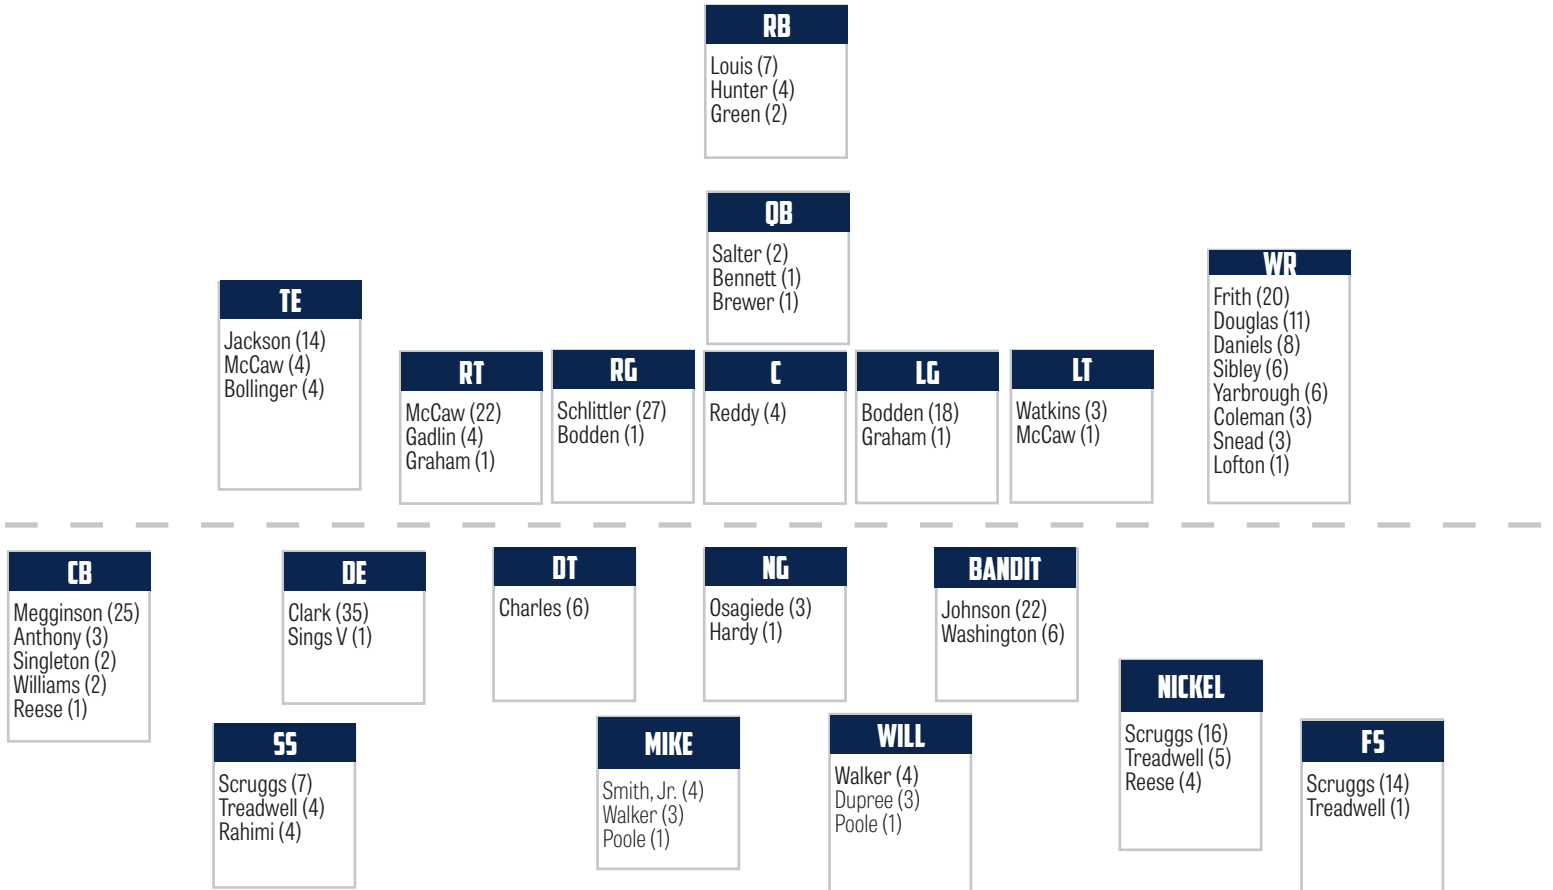 RB
Louis (7)
Hunter (4)
Green (2)
QB
Salter (2)
Bennett (1)
Brewer (1)
TE
Jackson (14)
McCaw (4)
Bollinger (4)
RT
McCaw (22)
Gadlin (4)
Graham (1)
RG
Schlittler (27)
Bodden (1)
C
Reddy (4)
LG
Bodden (18)
Graham (1)
LT
Watkins (3)
McCaw (1)
WR
Frith (20)
Douglas (11)
Daniels (8)
Sibley (6)
Yarbrough (6)
Coleman (3)
Snead (3)
Lofton (1)
CB
Megginson (25)
Anthony (3)
Singleton (2)
Williams (2)
Reese (1)
DE
Clark (35)
Sings V (1)
DT
Charles (6)
NG
Osagiede (3)
Hardy (1)
BANDIT
Johnson (22)
Washington (6)
SS
Scruggs (7)
Treadwell (4)
Rahimi (4)
MIKE
Smith, Jr. (4)
Walker (3)
Poole (1)
WILL
Walker (4)
Dupree (3)
Poole (1)
NICKEL
Scruggs (16)
Treadwell (5)
Reese (4)
FS
Scruggs (14)
Treadwell (1)